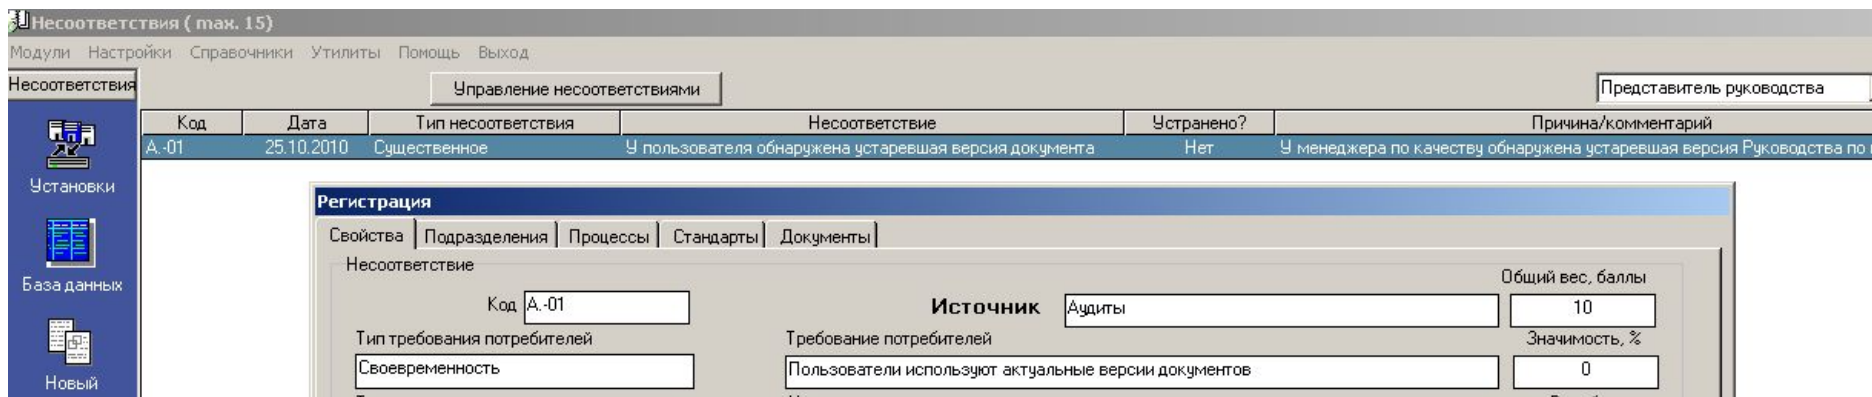 Несоответствия ( max. 15)
Модули Настройки Справочники Утилиты Помощь Выход
Несоответствия Управление несоответствиями Представитель руководства
Код Дата Тип несоответствия Несоответствие Устранено? Причина/комментарий
А.-01 25.10.2010 Существенное У пользователя обнаружена устаревшая версия документа Нет У менеджера по качеству обнаружена устаревшая версия Руководства по
Установки
База данных
Новый
Регистрация
Свойства Подразделения Процессы Стандарты Документы
Несоответствие
Общий вес, баллы
Код А.-01 Источник Аудиты 10
Тип требования потребителей Требование потребителей Значимость, %
Своевременность Пользователи используют актуальные версии документов 0